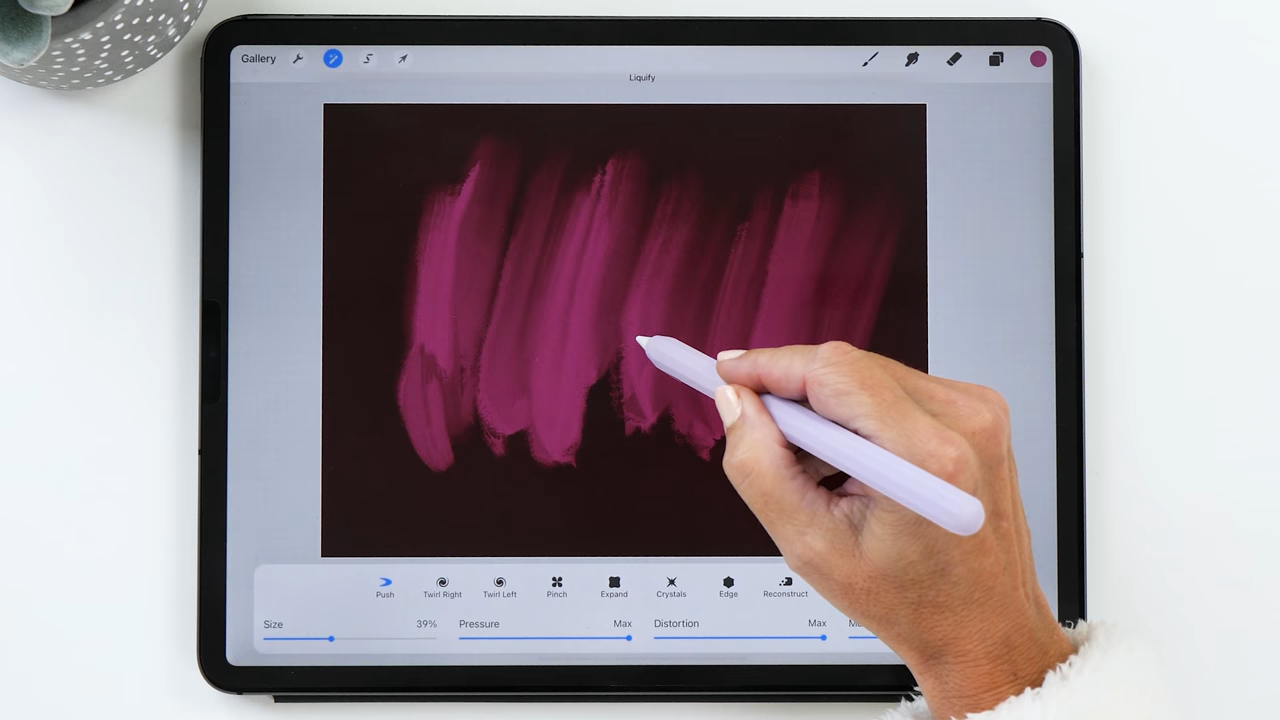 Gallery
Liquify
Push Twirl Right Twirl Left Pinch Expand Crystals Edge Reconstruct
Size 39% Pressure Max Distortion Max